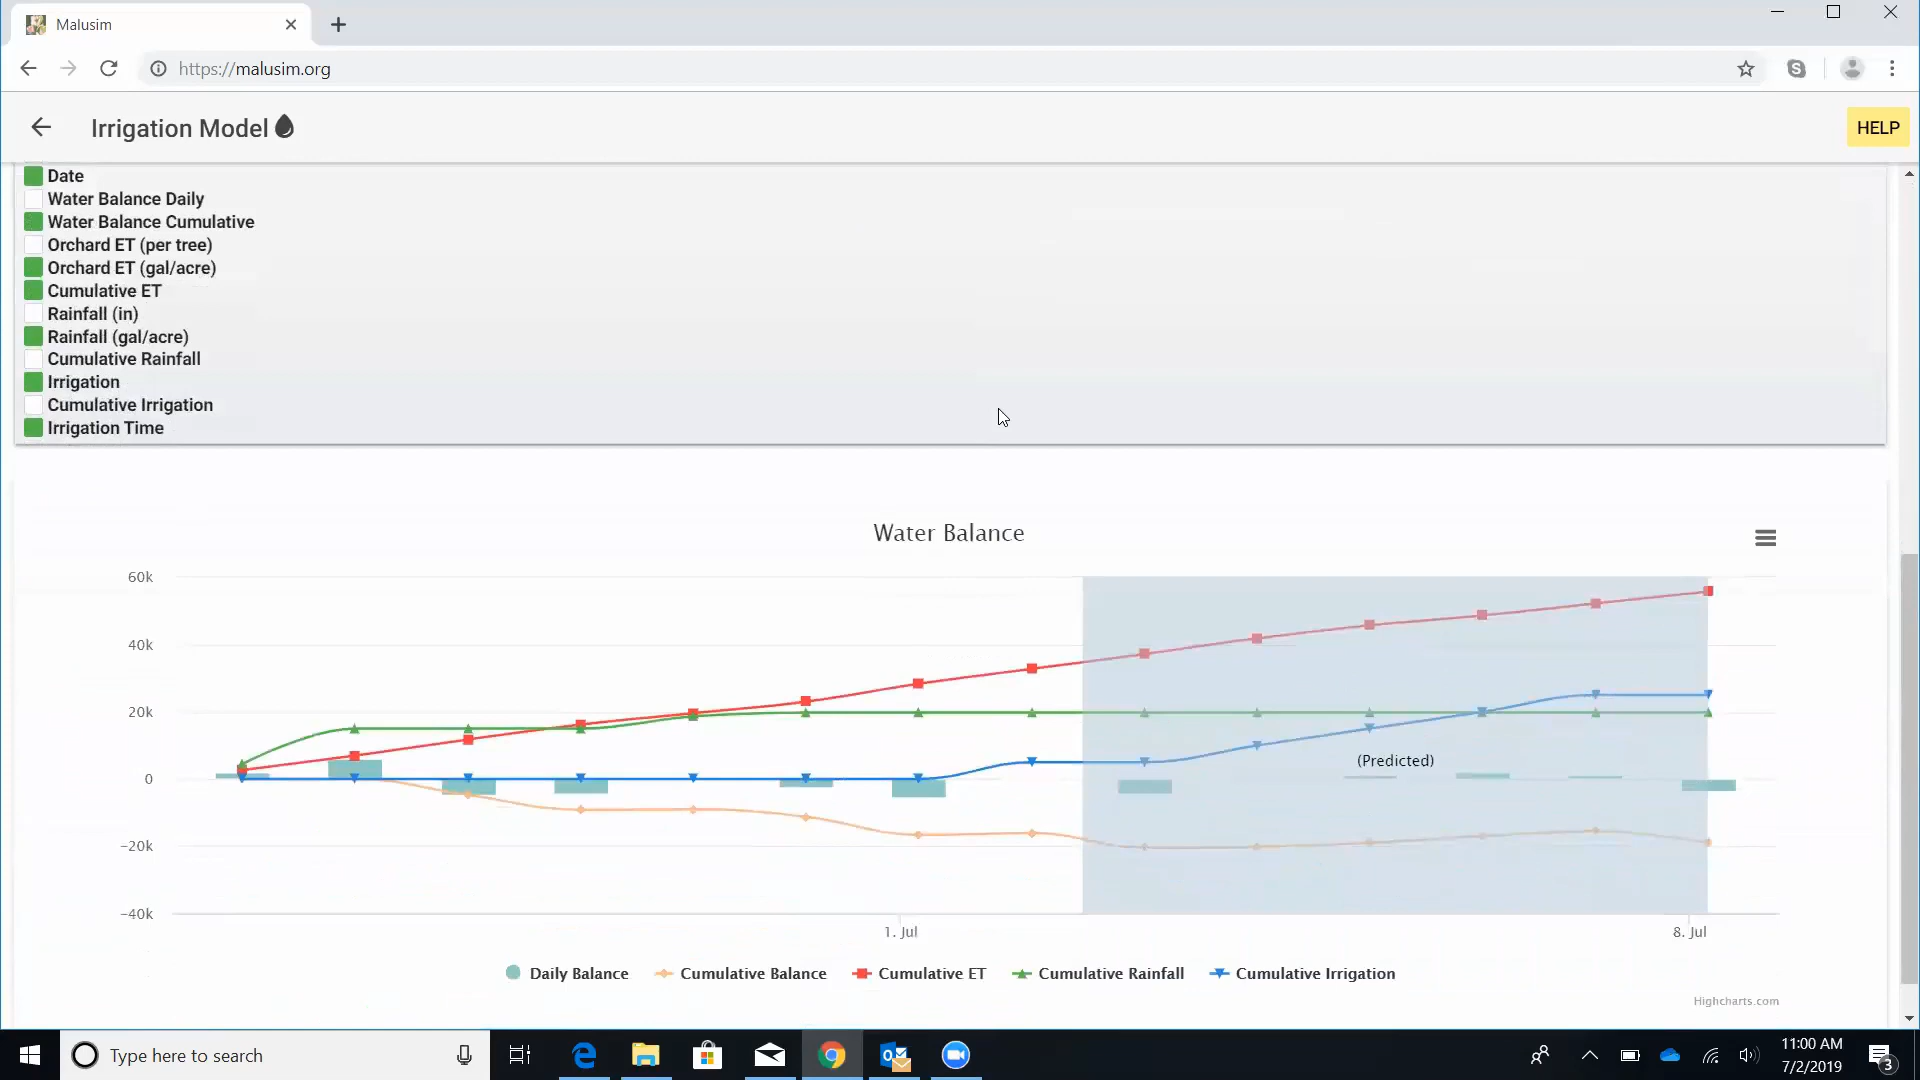 Malusim
https://malusim.org
Irrigation Model
HELP
Date
Water Balance Daily
Water Balance Cumulative
Orchard ET (per tree)
Orchard ET (gal/acre)
Cumulative ET
Rainfall (in)
Rainfall (gal/acre)
Cumulative Rainfall
Irrigation
Cumulative Irrigation
Irrigation Time
Water Balance
60k
40k
20k
0
−20k
−40k
(Predicted)
1. Jul
8. Jul
Daily Balance Cumulative Balance Cumulative ET Cumulative Rainfall Cumulative Irrigation
Highcharts.com
Type here to search
11:00 AM
7/2/2019
3